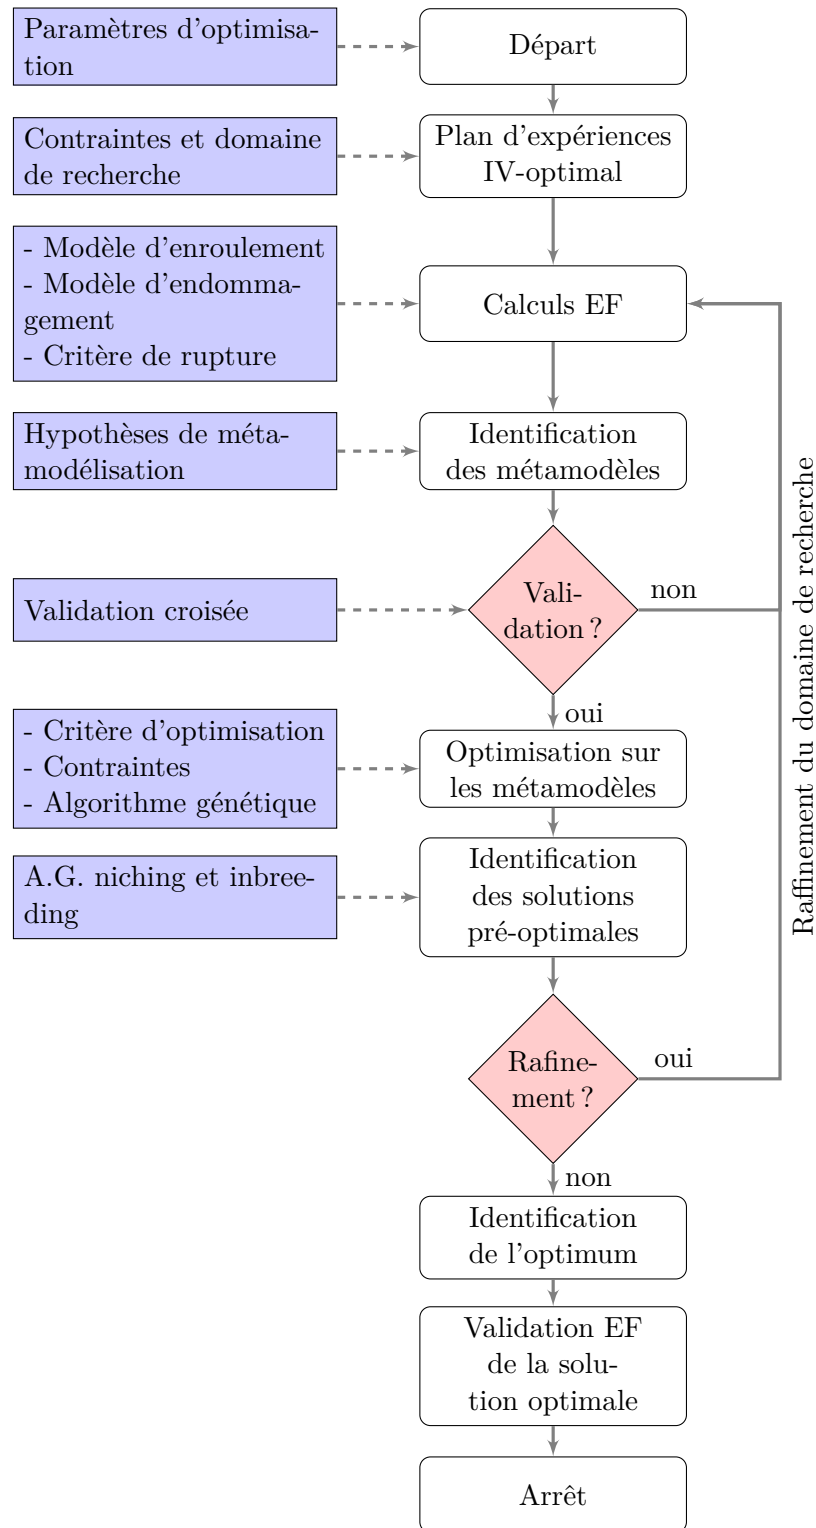 Paramètres d'optimisa-
tion
Départ
Contraintes et domaine
de recherche
Plan d'expériences
IV-optimal
- Modèle d'enroulement
- Modèle d'endomma-
gement
- Critère de rupture
Calculs EF
Hypothèses de méta-
modélisation
Identification
des métamodèles
Validation croisée
Vali-
dation ?
non
oui
- Critère d'optimisation
- Contraintes
- Algorithme génétique
Optimisation sur
les métamodèles
A.G. niching et inbree-
ding
Identification
des solutions
pré-optimales
Rafine-
ment ?
oui
non
Raffinement du domaine de recherche
Identification
de l'optimum
Validation EF
de la solu-
tion optimale
Arrêt